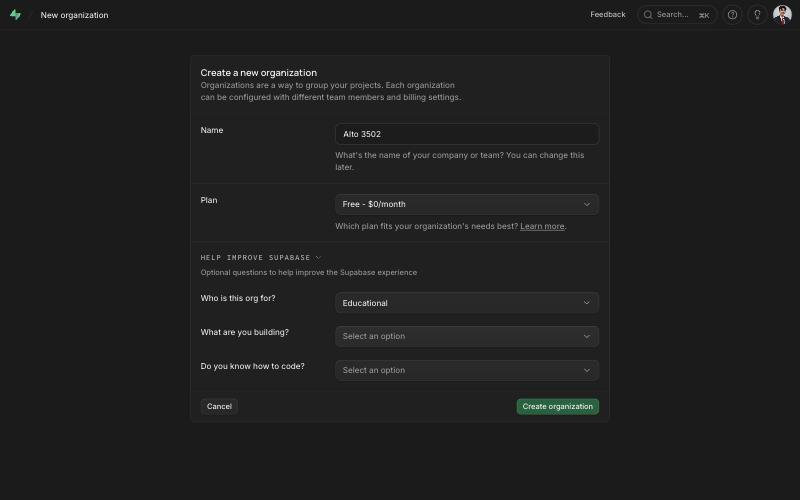 New organization
Feedback
Search...
⌘K
Create a new organization
Organizations are a way to group your projects. Each organization
can be configured with different team members and billing settings.
Name
Alto 3502
What's the name of your company or team? You can change this
later.
Plan
Free - $0/month
Which plan fits your organization's needs best? Learn more.
HELP IMPROVE SUPABASE
Optional questions to help improve the Supabase experience
Who is this org for?
Educational
What are you building?
Select an option
Do you know how to code?
Select an option
Cancel
Create organization